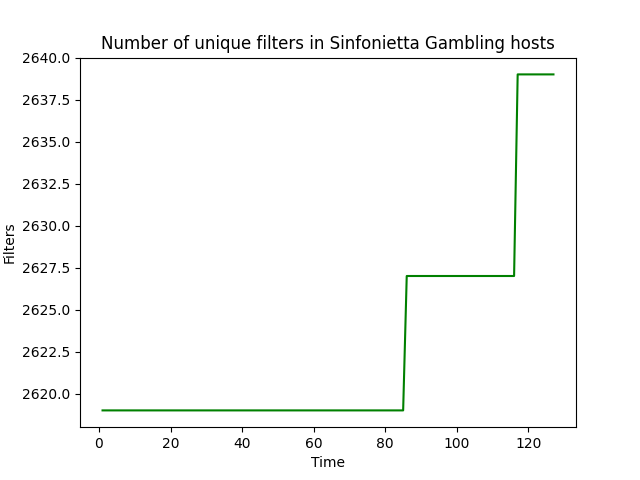 Number of unique filters in Sinfonietta Gambling hosts
2640.0
2637.5
2635.0
2632.5
2630.0
2627.5
2625.0
2622.5
2620.0
Filters
0 20 40 60 80 100 120
Time